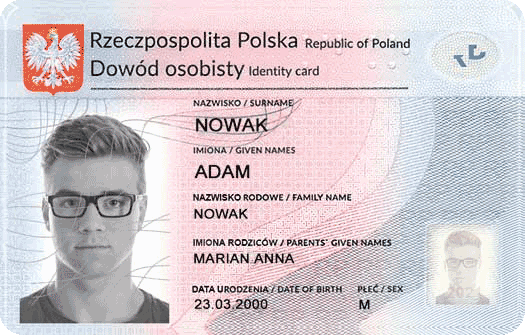 Rzeczpospolita Polska Republic of Poland
Dowód osobisty Identity card
NAZWISKO / SURNAME
NOWAK
IMIONA / GIVEN NAMES
ADAM
NAZWISKO RODOWE / FAMILY NAME
NOWAK
IMIONA RODZICÓW / PARENTS' GIVEN NAMES
MARIAN ANNA
DATA URODZENIA / DATE OF BIRTH PŁEĆ / SEX
23.03.2000 M